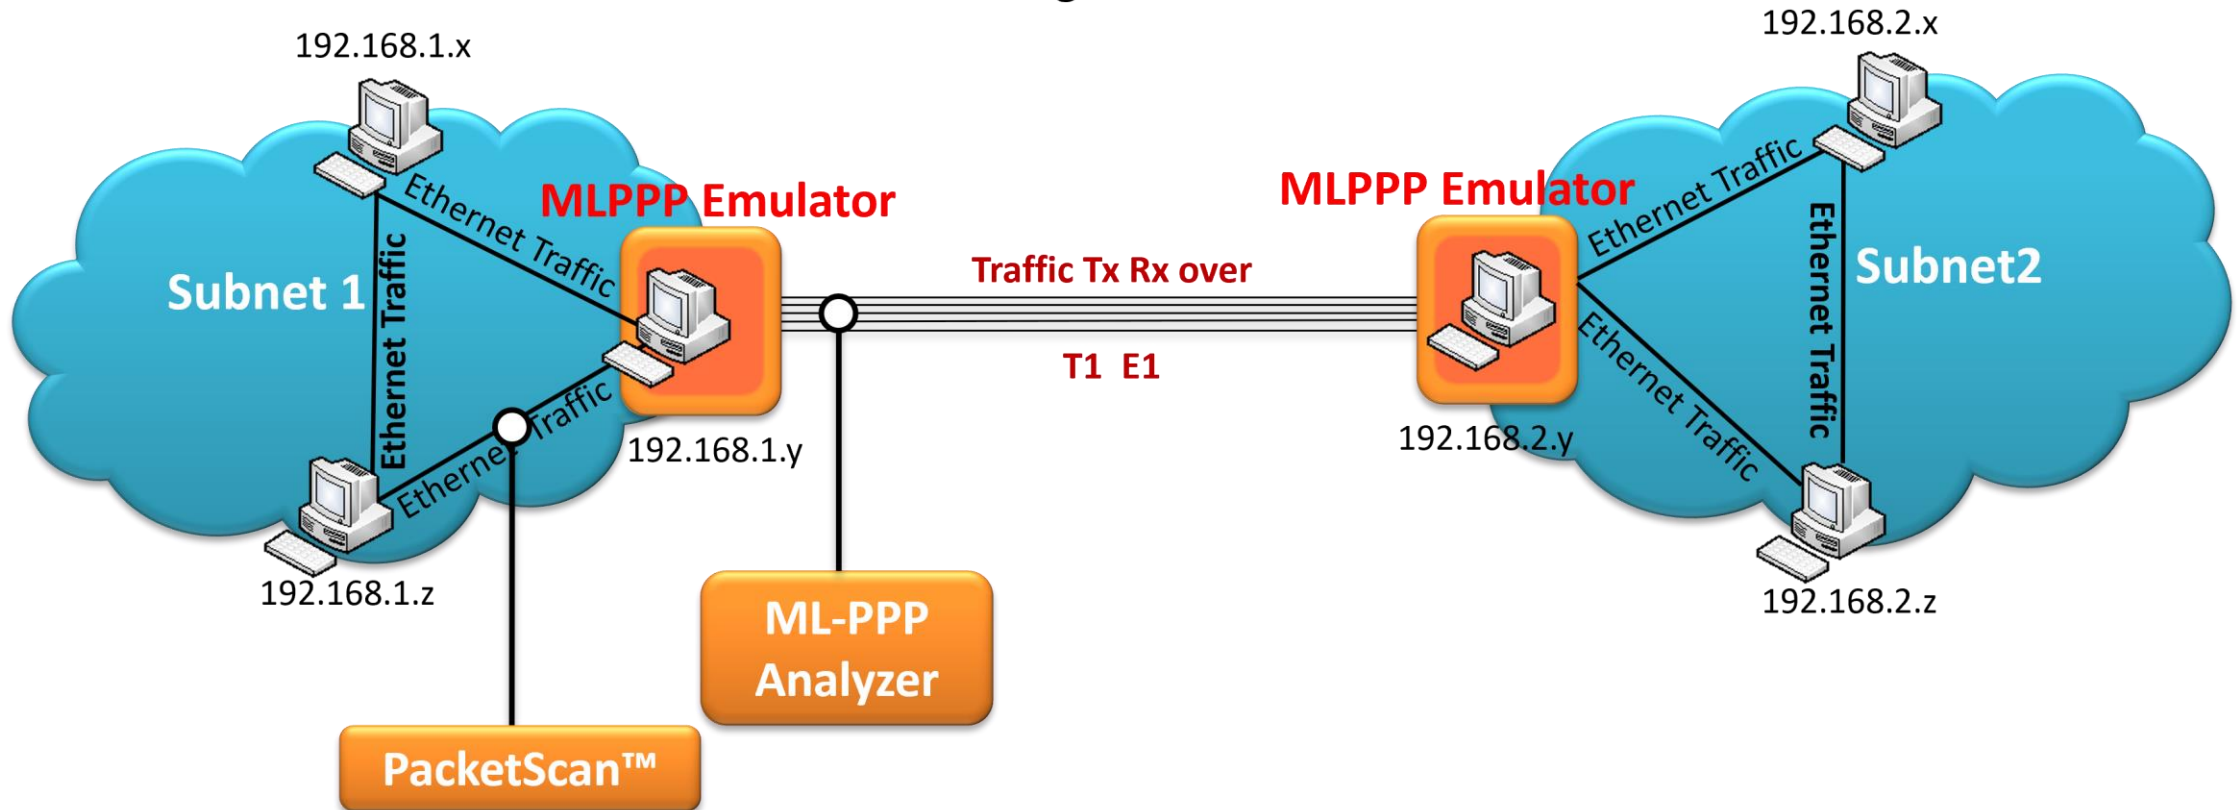 192.168.1.x
192.168.2.x
MLPPP Emulator
MLPPP Emulator
Ethernet Traffic
Ethernet Traffic
Subnet 1
Ethernet Traffic
Traffic Tx Rx over
Ethernet Traffic
Subnet2
T1 E1
Ethernet Traffic
Ethernet Traffic
192.168.1.y
192.168.2.y
192.168.1.z
192.168.2.z
ML-PPP
Analyzer
PacketScan™